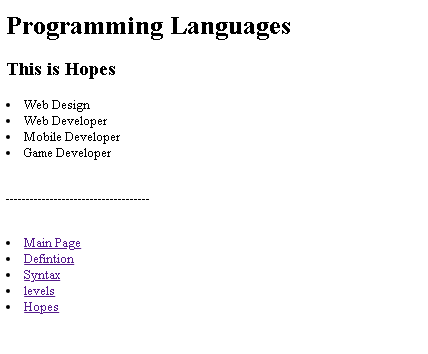 Programming Languages
This is Hopes
• Web Design
• Web Developer
• Mobile Developer
• Game Developer
------------------------------------
• Main Page
• Defintion
• Syntax
• levels
• Hopes